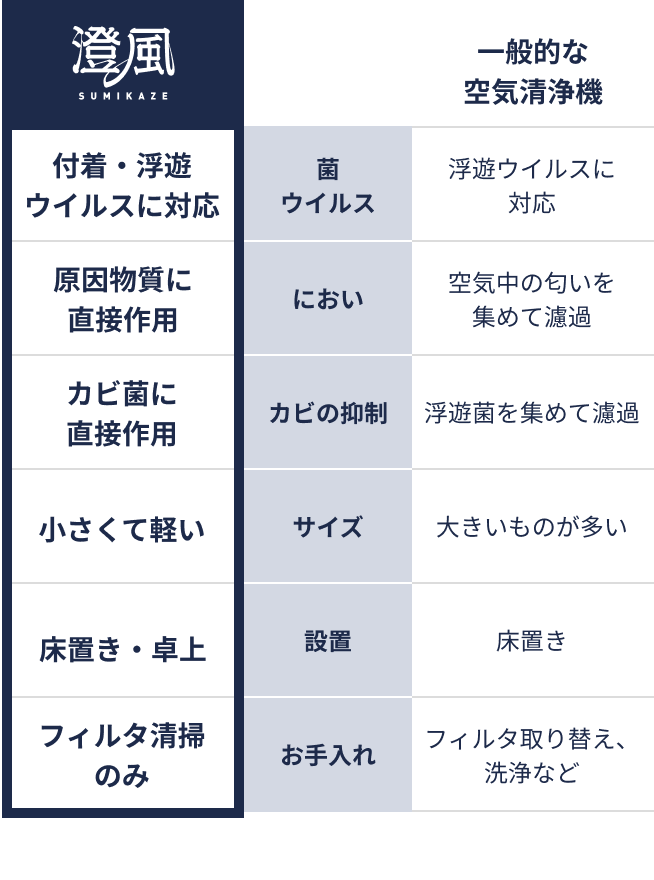 澄風
SUMIKAZE
一般的な
空気清浄機
付着・浮遊
ウイルスに対応
菌
ウイルス
浮遊ウイルスに
対応
原因物質に
直接作用
におい
空気中の匂いを
集めて濾過
カビ菌に
直接作用
カビの抑制
浮遊菌を集めて濾過
小さくて軽い
サイズ
大きいものが多い
床置き・卓上
設置
床置き
フィルタ清掃
のみ
お手入れ
フィルタ取り替え、
洗浄など